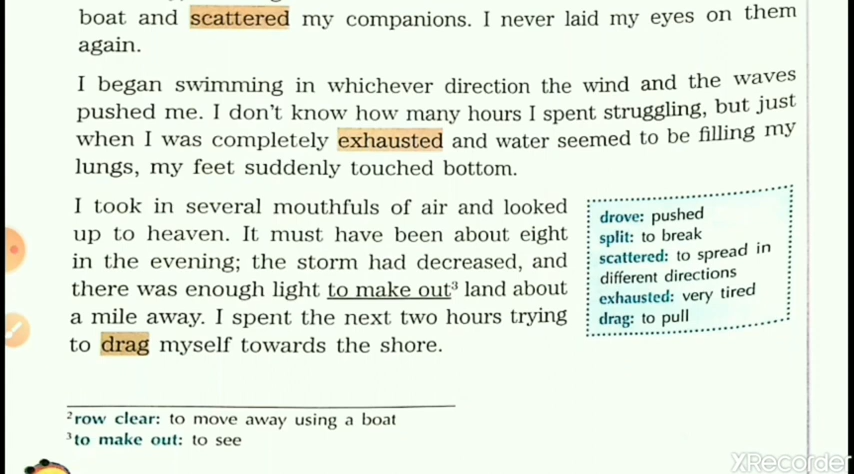 boat and scattered my companions. I never laid my eyes on them
again.
I began swimming in whichever direction the wind and the waves
pushed me. I don't know how many hours I spent struggling, but just
when I was completely exhausted and water seemed to be filling my
lungs, my feet suddenly touched bottom.
I took in several mouthfuls of air and looked
up to heaven. It must have been about eight
in the evening; the storm had decreased, and
there was enough light to make out³ land about
a mile away. I spent the next two hours trying
to drag myself towards the shore.
drove: pushed
split: to break
scattered: to spread in
different directions
exhausted: very tired
drag: to pull
²row clear: to move away using a boat
³to make out: to see
XRecorder